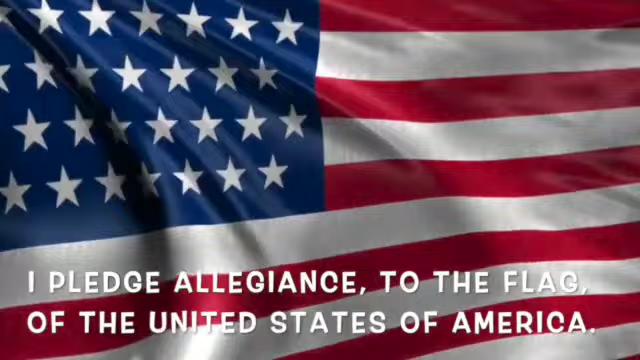 I PLEDGE ALLEGIANCE, TO THE FLAG,
OF THE UNITED STATES OF AMERICA.